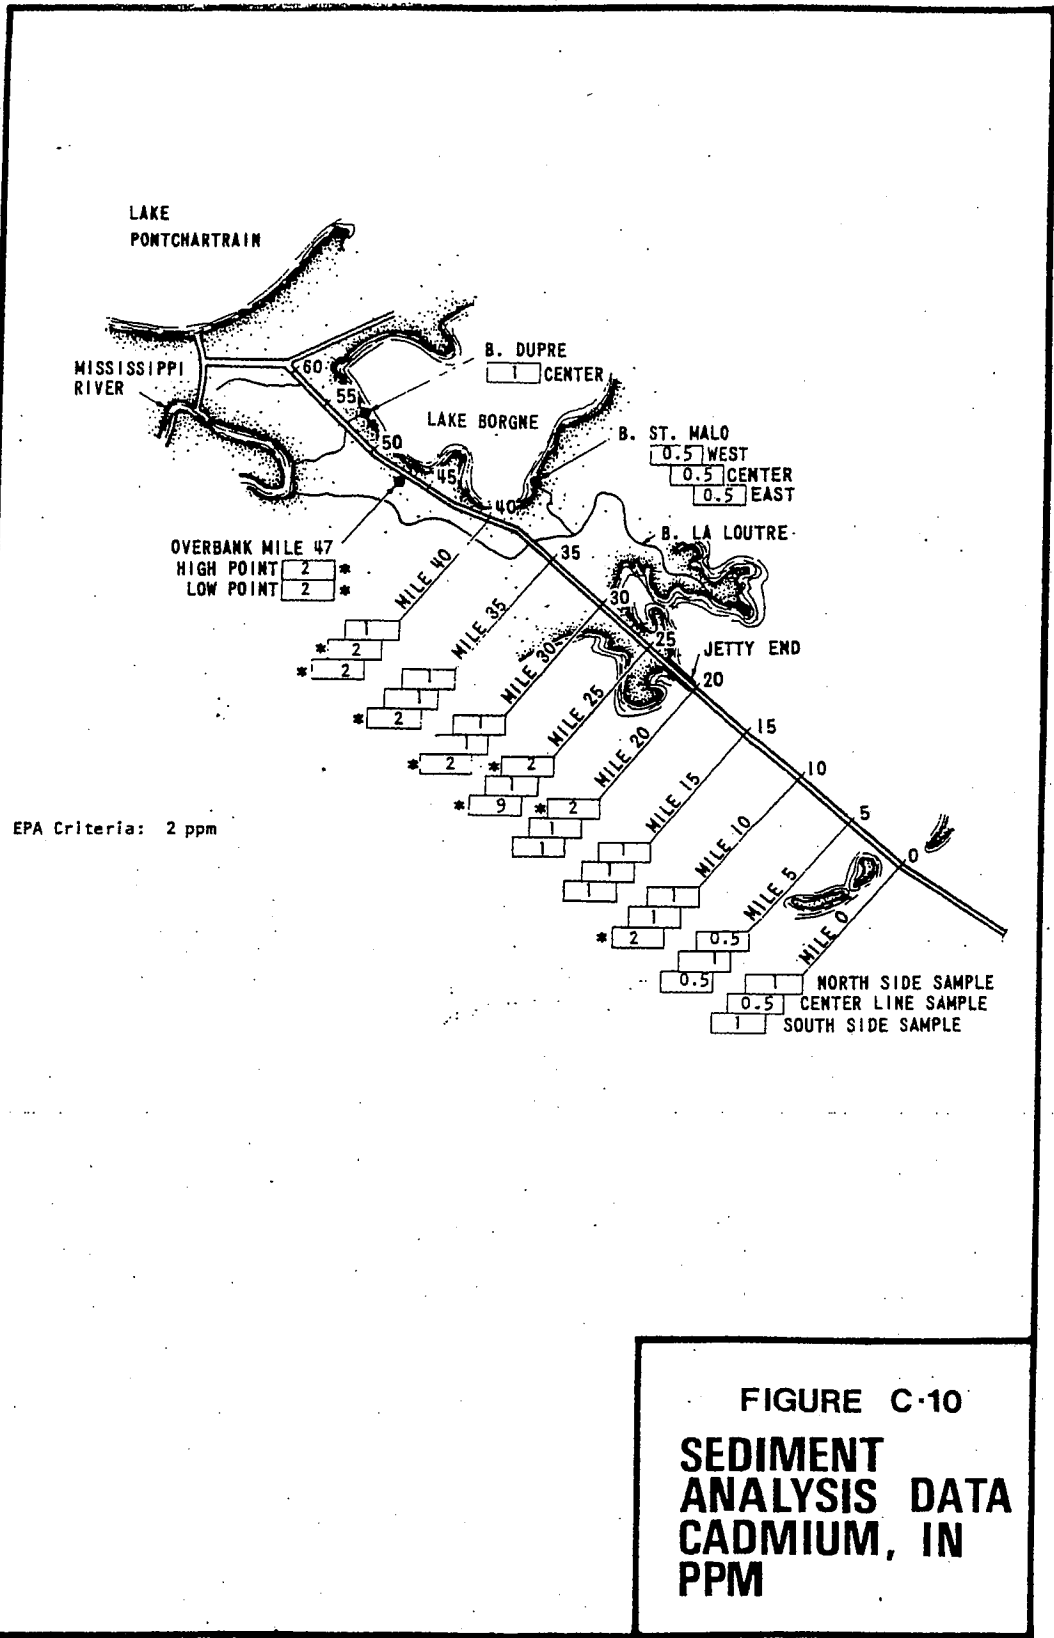 LAKE
PONTCHARTRAIN
MISSISSIPPI
RIVER
60
B. DUPRE
1 CENTER
55
LAKE BORGNE
50
B. ST. MALO
0.5 WEST
0.5 CENTER
0.5 EAST
45
40
B. LA LOUTRE
OVERBANK MILE 47
HIGH POINT 2 *
LOW POINT 2 *
35
30
25
JETTY END
20
15
10
5
0
MILE 40
1
* 2
* 2
MILE 35
1
1
* 2
MILE 30
1
1
* 2
MILE 25
* 2
1
* 9
MILE 20
* 2
1
1
MILE 15
1
1
1
MILE 10
1
1
* 2
MILE 5
0.5
1
0.5
MILE 0
1 NORTH SIDE SAMPLE
0.5 CENTER LINE SAMPLE
1 SOUTH SIDE SAMPLE
EPA Criteria: 2 ppm
FIGURE C-10
SEDIMENT
ANALYSIS DATA
CADMIUM, IN
PPM